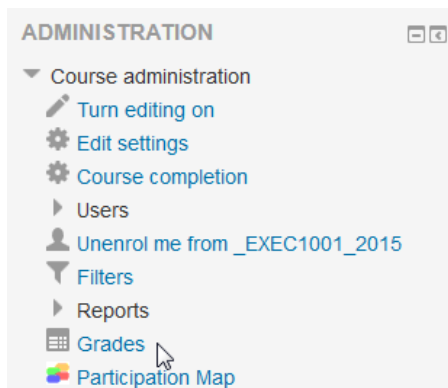 ADMINISTRATION
Course administration
Turn editing on
Edit settings
Course completion
Users
Unenrol me from _EXEC1001_2015
Filters
Reports
Grades
Participation Map